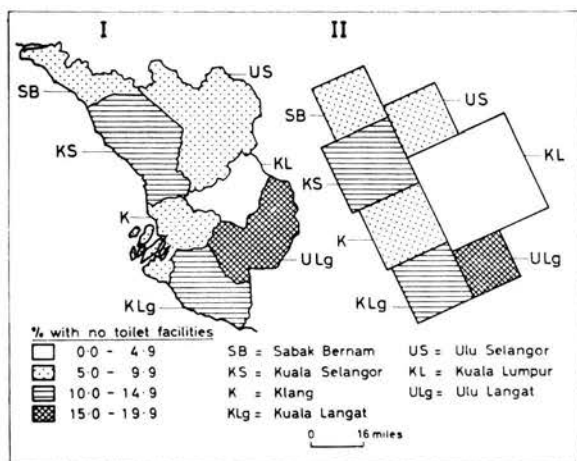 I
II
US
SB
KS
KL
K
ULg
KLg
US
SB
KL
KS
K
ULg
KLg
% with no toilet facilities
0·0 - 4·9
5·0 - 9·9
10·0 - 14·9
15·0 - 19·9
SB = Sabak Bernam
KS = Kuala Selangor
K = Klang
KLg = Kuala Langat
US = Ulu Selangor
KL = Kuala Lumpur
ULg = Ulu Langat
0 16 miles